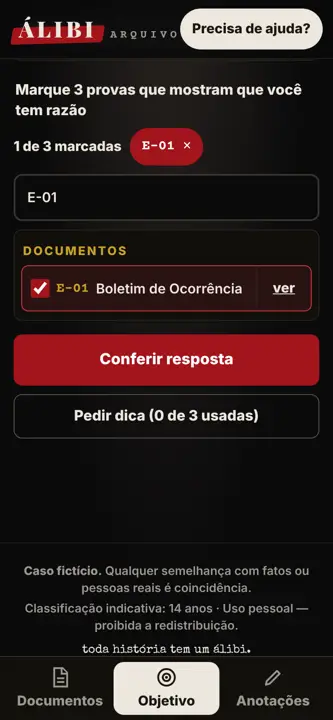 ÁLIBI ARQUIVO
Precisa de ajuda?
Marque 3 provas que mostram que você
tem razão
1 de 3 marcadas E-01 ×
E-01
DOCUMENTOS
E-01 Boletim de Ocorrência ver
Conferir resposta
Pedir dica (0 de 3 usadas)
Caso fictício. Qualquer semelhança com fatos ou
pessoas reais é coincidência.
Classificação indicativa: 14 anos · Uso pessoal —
proibida a redistribuição.
toda história tem um álibi.
Documentos Objetivo Anotações